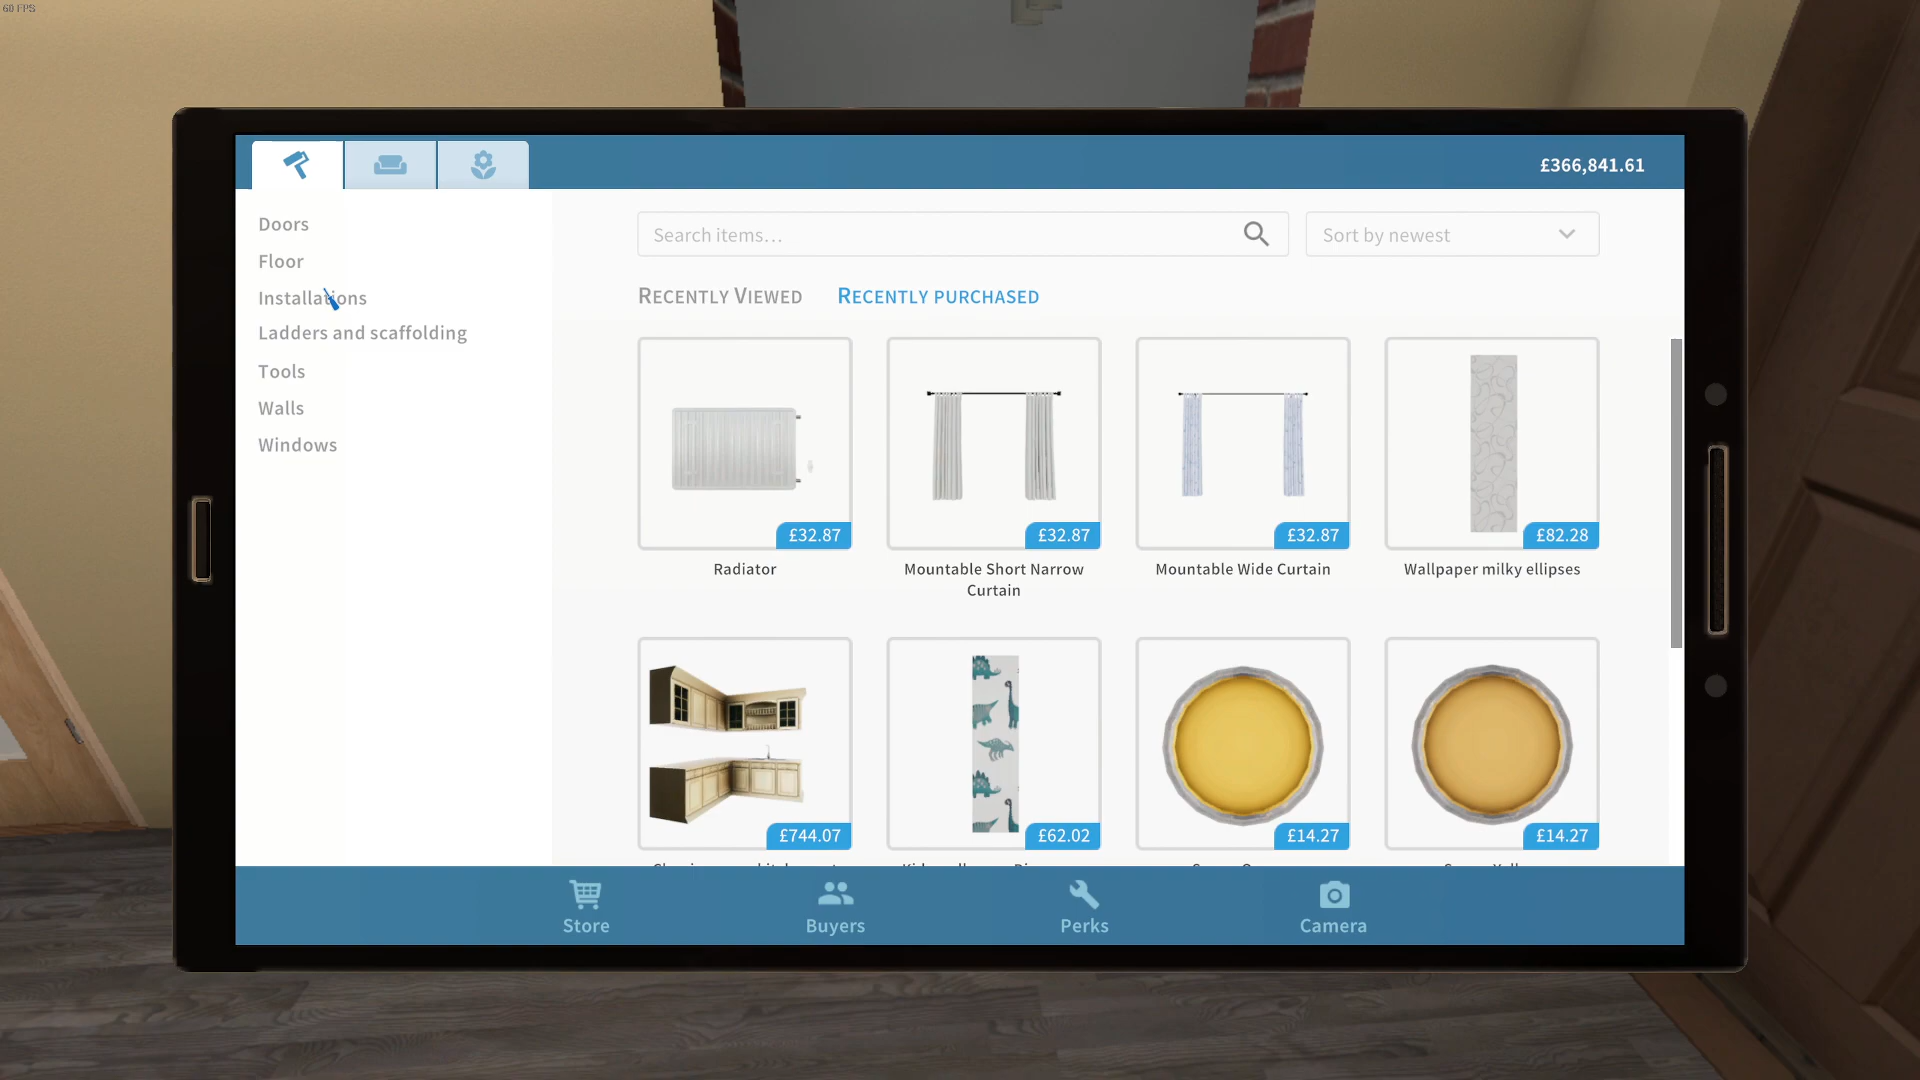 60 FPS
£366,841.61
Doors
Floor
Installations
Ladders and scaffolding
Tools
Walls
Windows
Search items...
Sort by newest
RECENTLY VIEWED
RECENTLY PURCHASED
£32.87
£32.87
£32.87
£82.28
Radiator
Mountable Short Narrow
Curtain
Mountable Wide Curtain
Wallpaper milky ellipses
£744.07
£62.02
£14.27
£14.27
Store
Buyers
Perks
Camera